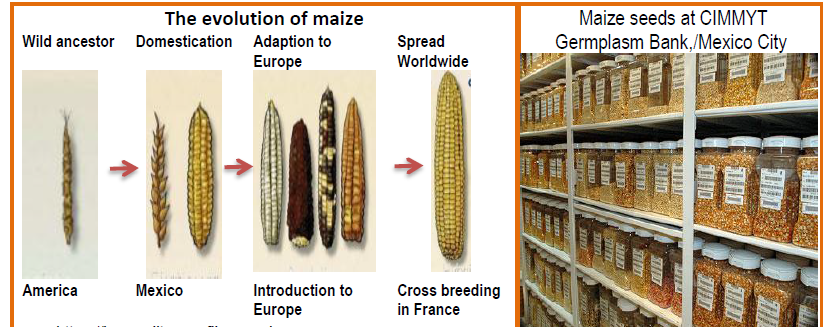 The evolution of maize
Wild ancestor
Domestication
Adaption to
Europe
Spread
Worldwide
America
Mexico
Introduction to
Europe
Cross breeding
in France
Maize seeds at CIMMYT
Germplasm Bank,/Mexico City